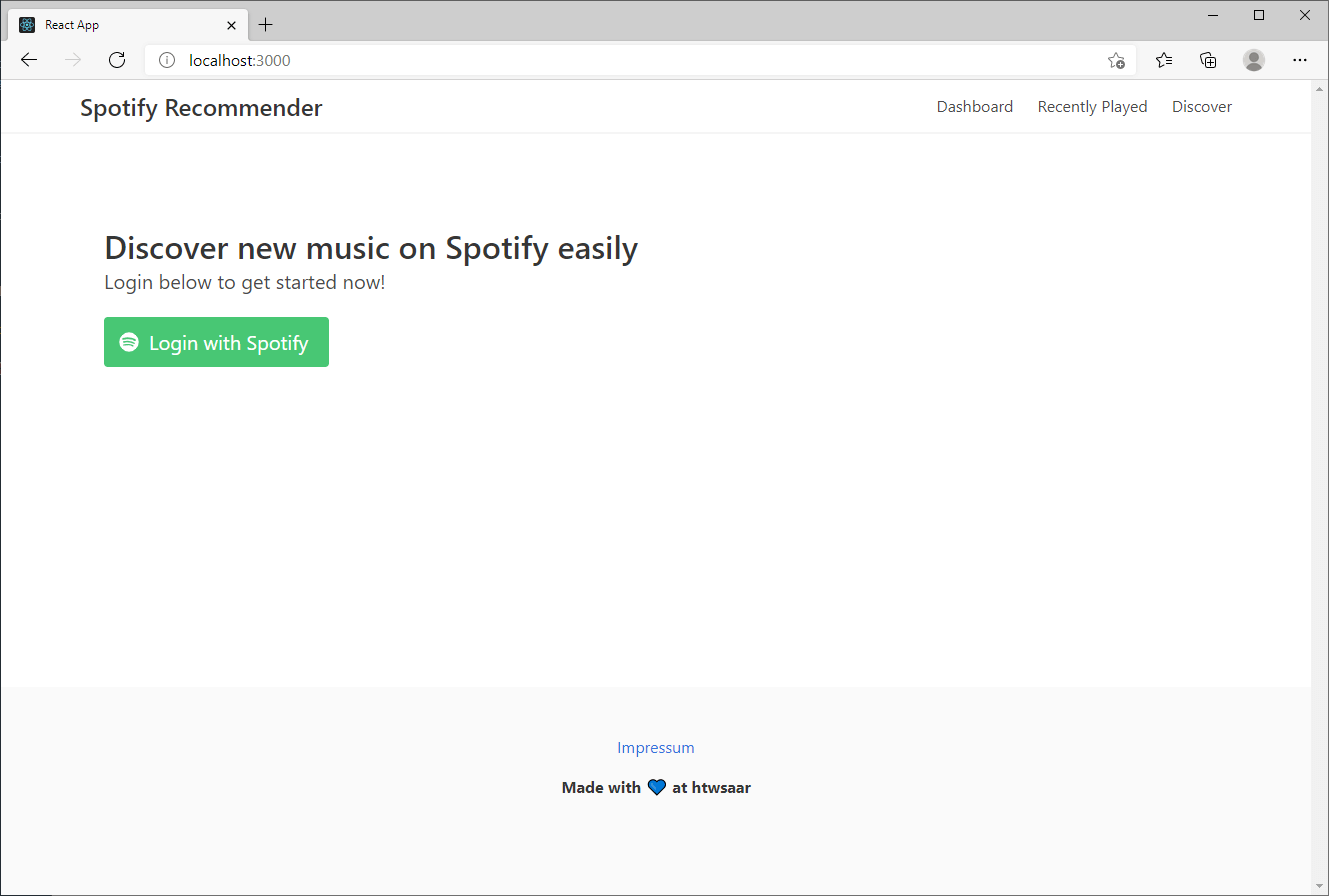 React App
localhost:3000
Spotify Recommender Dashboard Recently Played Discover
Discover new music on Spotify easily
Login below to get started now!
Login with Spotify
Impressum
Made with 💙 at htwsaar